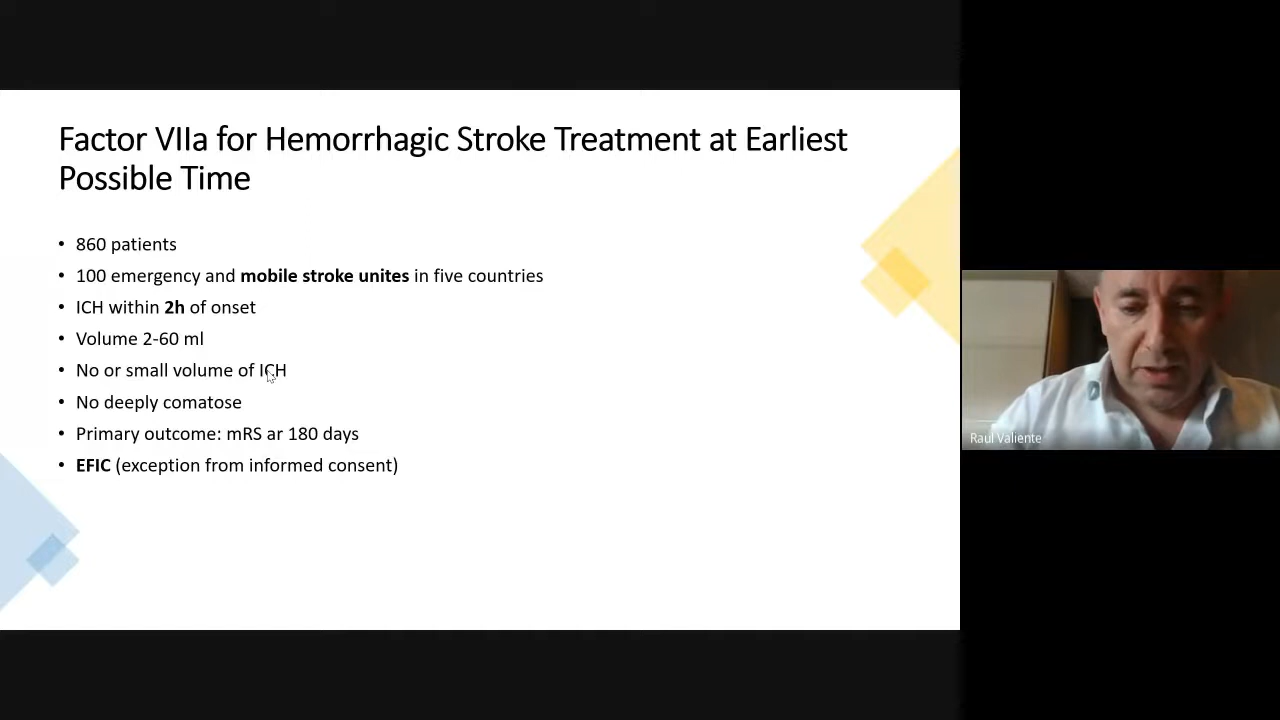 Factor VIIa for Hemorrhagic Stroke Treatment at Earliest
Possible Time
• 860 patients
• 100 emergency and mobile stroke unites in five countries
• ICH within 2h of onset
• Volume 2-60 ml
• No or small volume of ICH
• No deeply comatose
• Primary outcome: mRS ar 180 days
• EFIC (exception from informed consent)
Raul Valiente